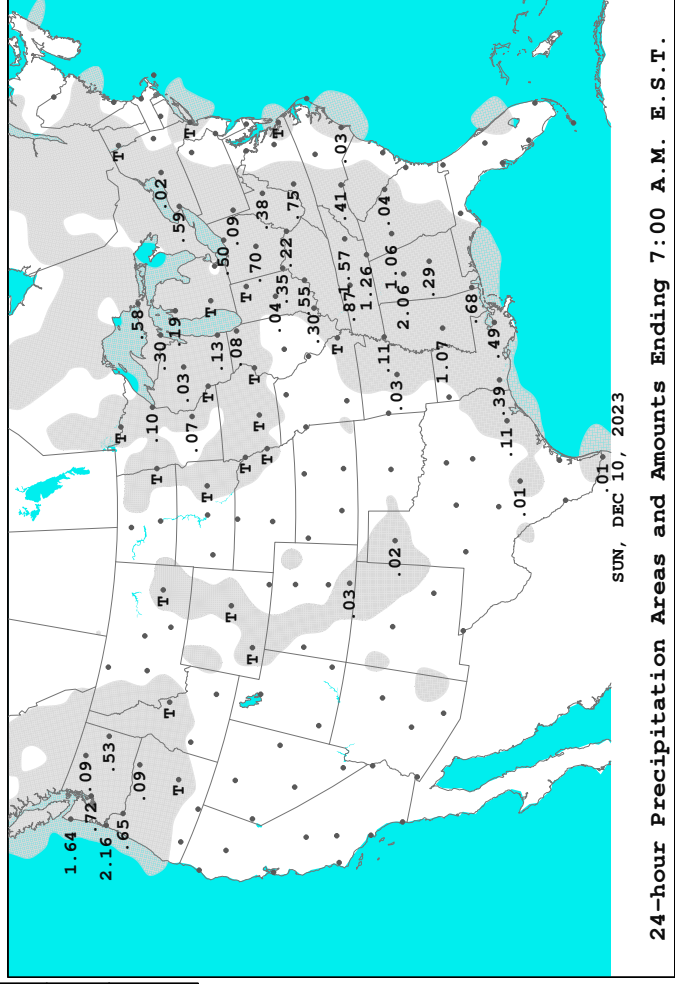 1.64
.72 .09
2.16 .53
T T
.65
.09 .58
.10
T T .30 .02
T
.19 .59
T
.03
.07 T
T T T
.13
.50
T .09
.08
T T
T T .70
T .38
T
.04 T
.35 .22
.75
.55
.30
T
.03 .87 1.57 .41 .03
1.26
.11 .04
1.06
.02 .03
2.06
.29
1.07
.68
.49
.39
.11
.01
.01
SUN, DEC 10, 2023
24-hour Precipitation Areas and Amounts Ending 7:00 A.M. E.S.T.